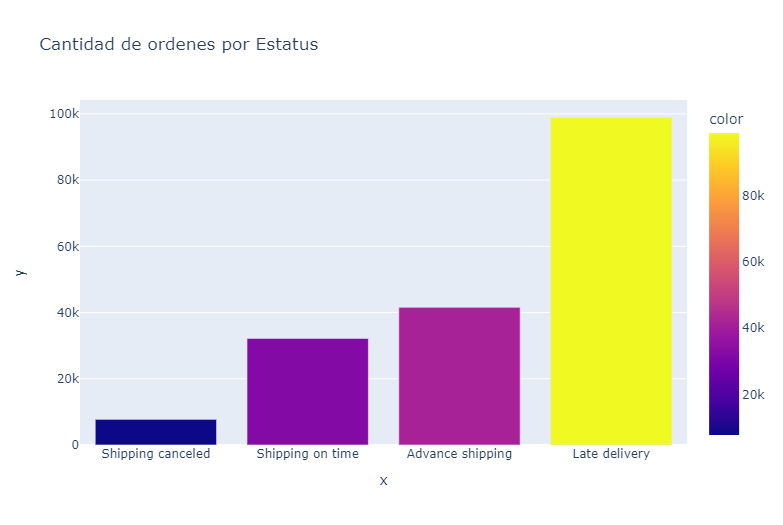 Cantidad de ordenes por Estatus
100k
80k
60k
40k
20k
0
y
Shipping canceled
Shipping on time
Advance shipping
Late delivery
x
color
80k
60k
40k
20k